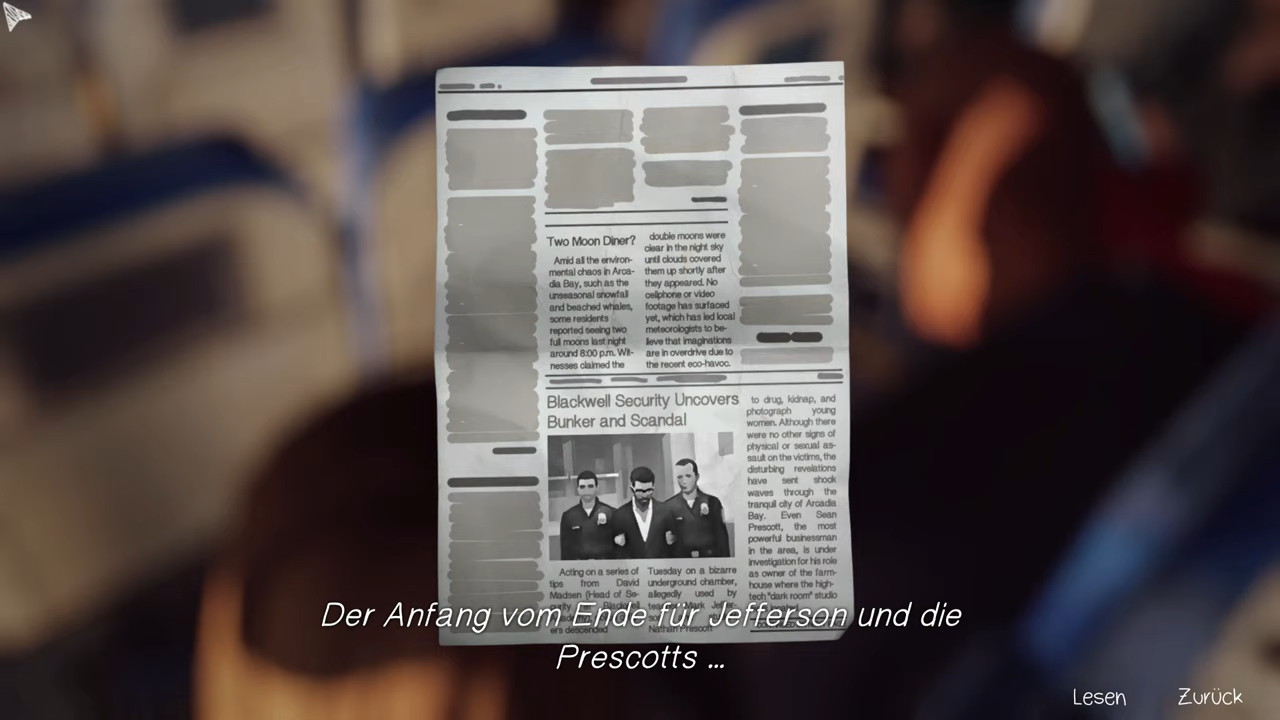 Two Moon Diner?
Amid all the environ-
mental chaos in Arca-
dia Bay, such as the
unseasonal snowfall
and beached whales,
some residents
reported seeing two
full moons last night
around 8:00 p.m. Wit-
nesses claimed the
double moons were
clear in the night sky
until clouds covered
them up shortly after
they appeared. No
cellphone or video
footage has surfaced
yet, which has led local
meteorologists to be-
lieve that imaginations
are in overdrive due to
the recent eco-havoc.
Blackwell Security Uncovers
Bunker and Scandal
Acting on a series of
tips from David
Madsen (Head of Se-
ers descended
Tuesday on a bizarre
underground chamber,
allegedly used by
Nathan Prescott
to drug, kidnap, and
photograph young
women. Although there
were no other signs of
physical or sexual as-
sault on the victims, the
disturbing revelations
have sent shock
waves through the
tranquil city of Arcadia
Bay. Even Sean
Prescott, the most
powerful businessman
in the area, is under
investigation for his role
as owner of the farm-
house where the high-
tech "dark room" studio
Der Anfang vom Ende für Jefferson und die
Prescotts ...
Lesen
Zurück